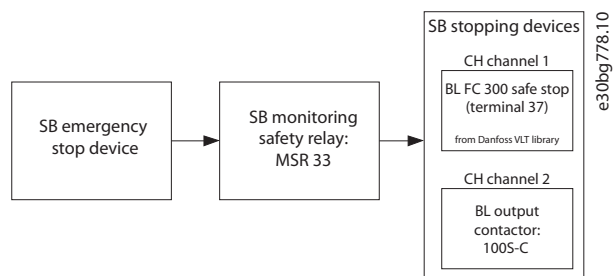 SB emergency
stop device
SB monitoring
safety relay:
MSR 33
SB stopping devices
CH channel 1
BL FC 300 safe stop
(terminal 37)
from Danfoss VLT library
CH channel 2
BL output
contactor:
100S-C
e30bg778.10